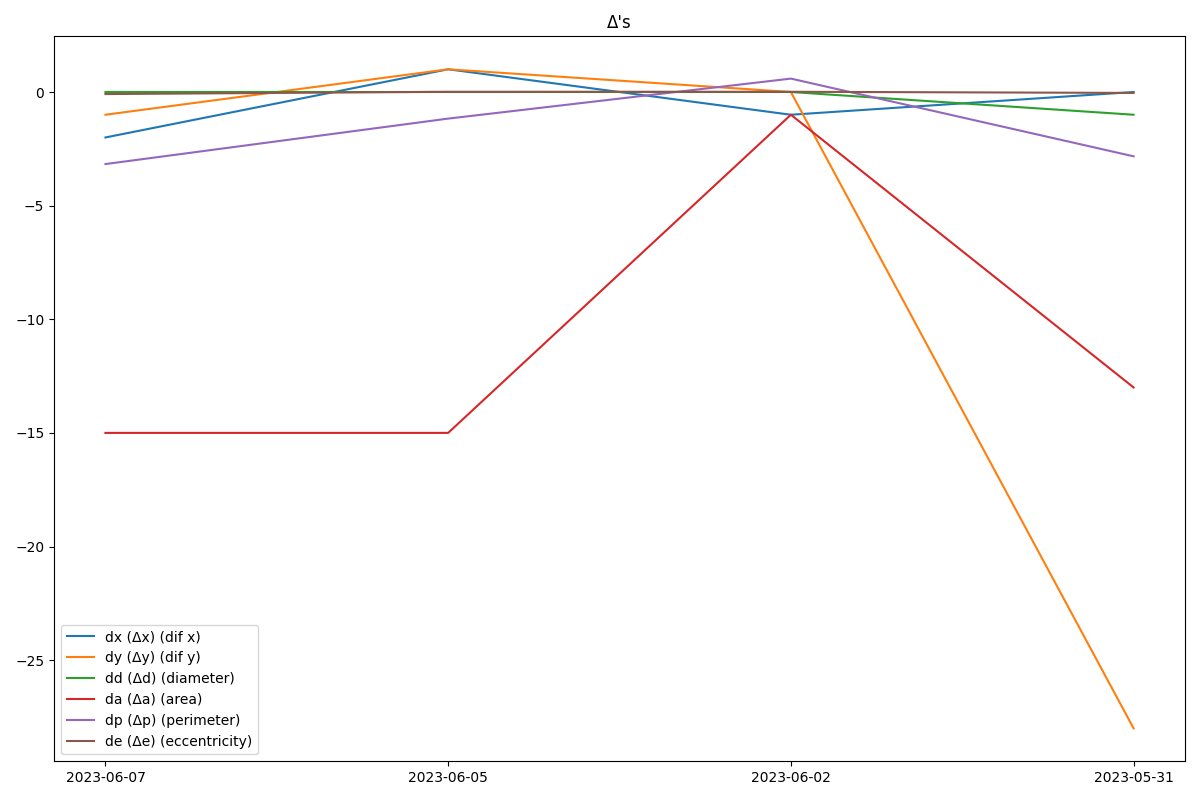 Δ's
0
−5
−10
−15
−20
−25
dx (Δx) (dif x)
dy (Δy) (dif y)
dd (Δd) (diameter)
da (Δa) (area)
dp (Δp) (perimeter)
de (Δe) (eccentricity)
2023-06-07 2023-06-05 2023-06-02 2023-05-31